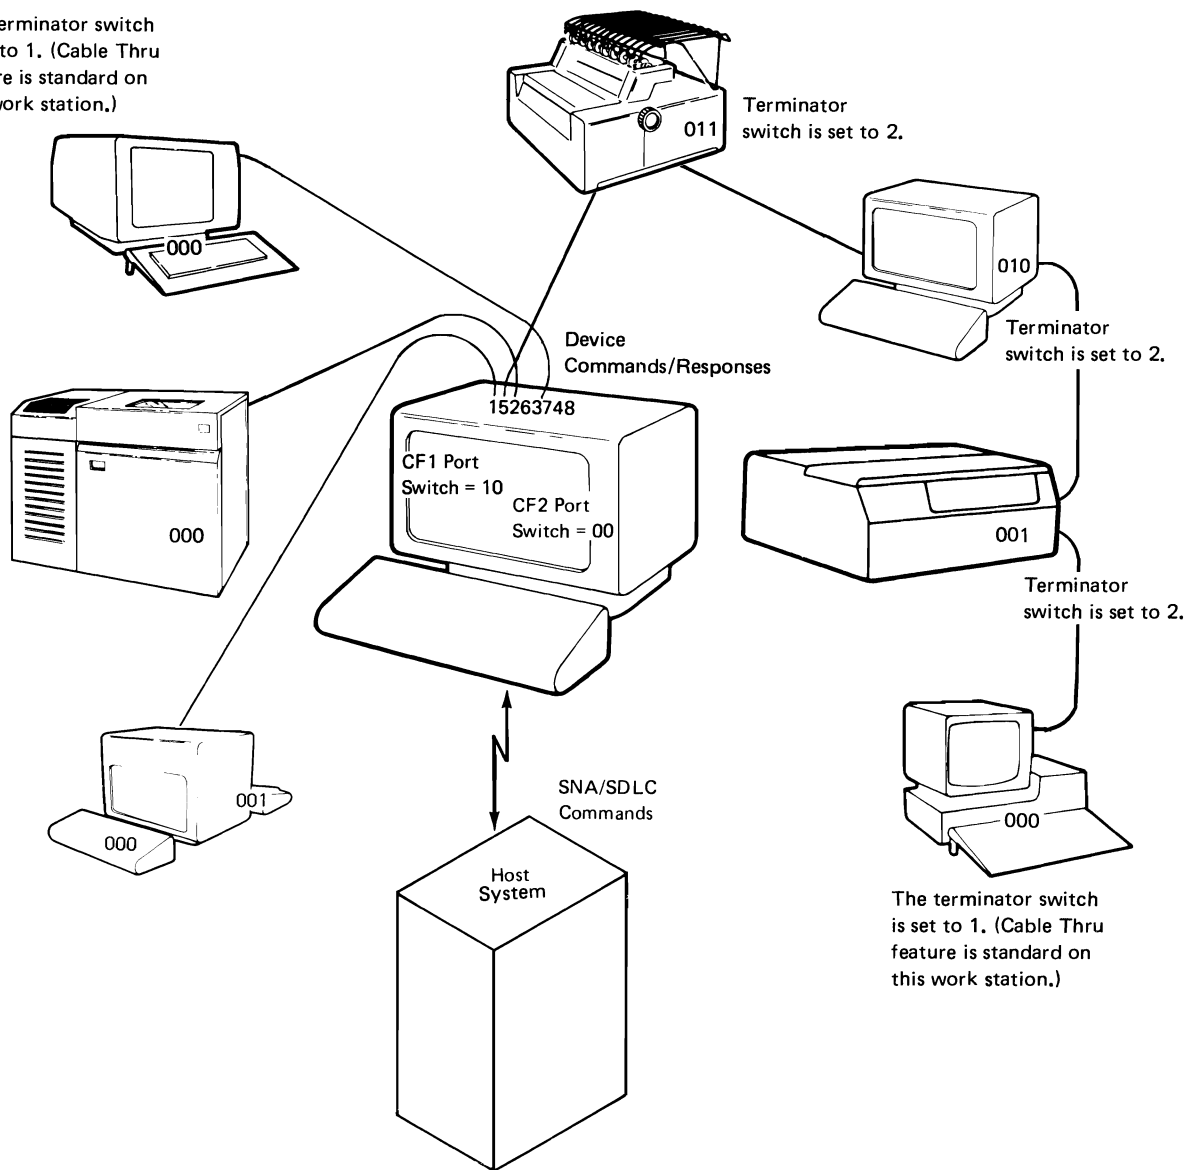 erminator switch
to 1. (Cable Thru
re is standard on
work station.)
011
Terminator
switch is set to 2.
000
010
Terminator
switch is set to 2.
Device
Commands/Responses
15263748
CF1 Port
Switch = 10
CF2 Port
Switch = 00
000
001
Terminator
switch is set to 2.
001
000
SNA/SDLC
Commands
000
Host
System
The terminator switch
is set to 1. (Cable Thru
feature is standard on
this work station.)